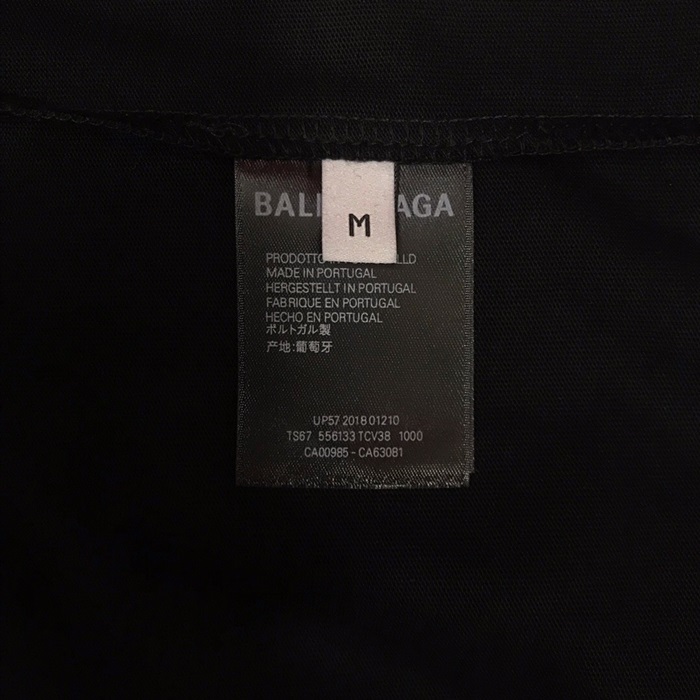 BAL AGA
M
PRODOTTO
MADE IN PORTUGAL
HERGESTELLT IN PORTUGAL
FABRIQUE EN PORTUGAL
HECHO EN PORTUGAL
ポルトガル製
产地:葡萄牙
UP57 2018 01210
TS67 556133 TCV38 1000
CA00985 - CA63081